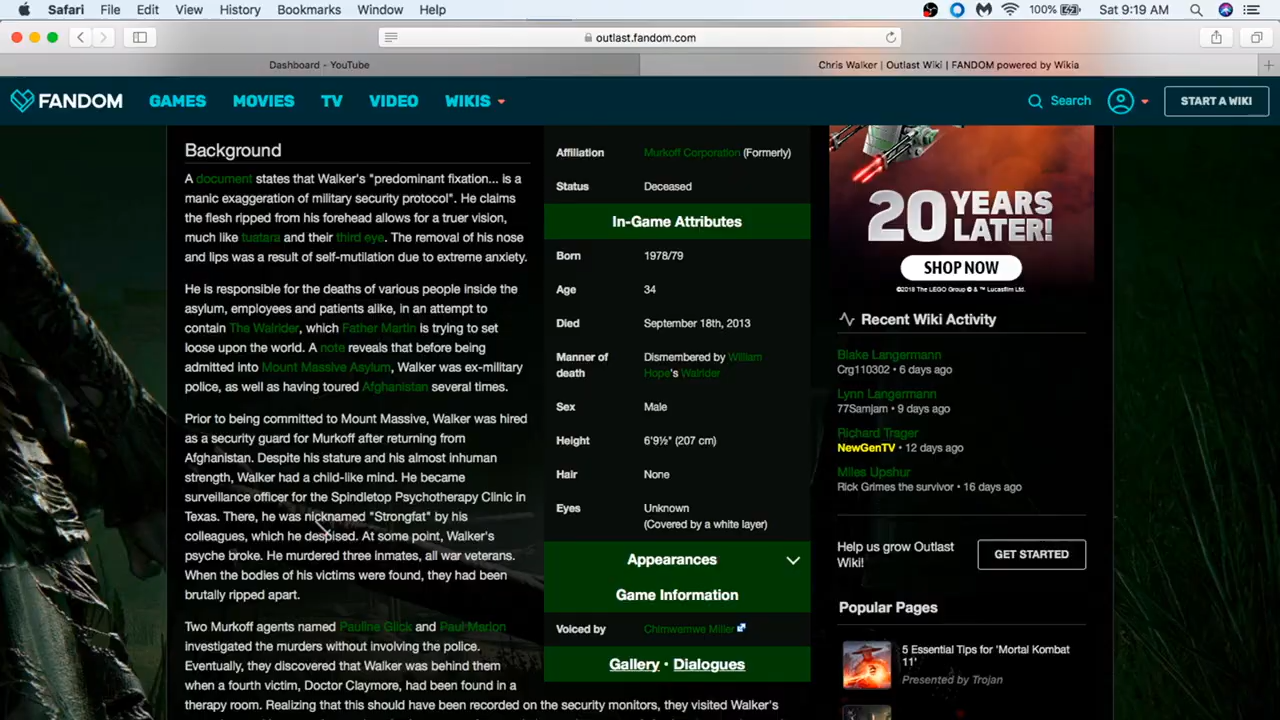 Safari File Edit View History Bookmarks Window Help 100% Sat 9:19 AM
outlast.fandom.com
Dashboard - YouTube
Chris Walker | Outlast Wiki | FANDOM powered by Wikia
FANDOM GAMES MOVIES TV VIDEO WIKIS Search START A WIKI
Background
A document states that Walker's "predominant fixation... is a
manic exaggeration of military security protocol". He claims
the flesh ripped from his forehead allows for a truer vision,
much like tuatara and their third eye. The removal of his nose
and lips was a result of self-mutilation due to extreme anxiety.
He is responsible for the deaths of various people inside the
asylum, employees and patients alike, in an attempt to
contain The Walrider, which Father Martin is trying to set
loose upon the world. A note reveals that before being
admitted into Mount Massive Asylum, Walker was ex-military
police, as well as having toured Afghanistan several times.
Prior to being committed to Mount Massive, Walker was hired
as a security guard for Murkoff after returning from
Afghanistan. Despite his stature and his almost inhuman
strength, Walker had a child-like mind. He became
surveillance officer for the Spindletop Psychotherapy Clinic in
Texas. There, he was nicknamed "Strongfat" by his
colleagues, which he despised. At some point, Walker's
psyche broke. He murdered three inmates, all war veterans.
When the bodies of his victims were found, they had been
brutally ripped apart.
Two Murkoff agents named Pauline Glick and Paul Marion
investigated the murders without involving the police.
Eventually, they discovered that Walker was behind them
when a fourth victim, Doctor Claymore, had been found in a
therapy room. Realizing that this should have been recorded on the security monitors, they visited Walker's
Affiliation Murkoff Corporation (Formerly)
Status Deceased
In-Game Attributes
Born 1978/79
Age 34
Died September 18th, 2013
Manner of death Dismembered by William
Hope's Walrider
Sex Male
Height 6'9½" (207 cm)
Hair None
Eyes Unknown
(Covered by a white layer)
Appearances
Game Information
Voiced by Chimwemwe Miller
Gallery • Dialogues
20 YEARS
LATER!
SHOP NOW
©2018 The LEGO Group © & ™ Lucasfilm Ltd.
Recent Wiki Activity
Blake Langermann
Crg110302 • 6 days ago
Lynn Langermann
77Samjam • 9 days ago
Richard Trager
NewGenTV • 12 days ago
Miles Upshur
Rick Grimes the survivor • 16 days ago
Help us grow Outlast
Wiki!
GET STARTED
Popular Pages
5 Essential Tips for 'Mortal Kombat
11'
Presented by Trojan